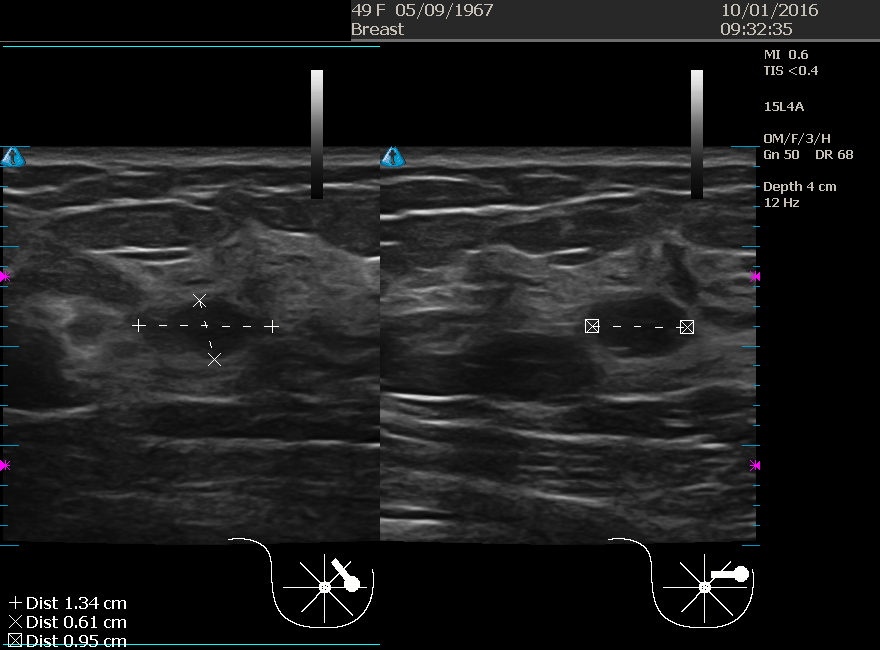 49 F 05/09/1967 10/01/2016
Breast 09:32:35
MI 0.6
TIS <0.4
15L4A
OM/F/3/H
Gn 50 DR 68
Depth 4 cm
12 Hz
Dist 1.34 cm
Dist 0.61 cm
Dist 0.95 cm